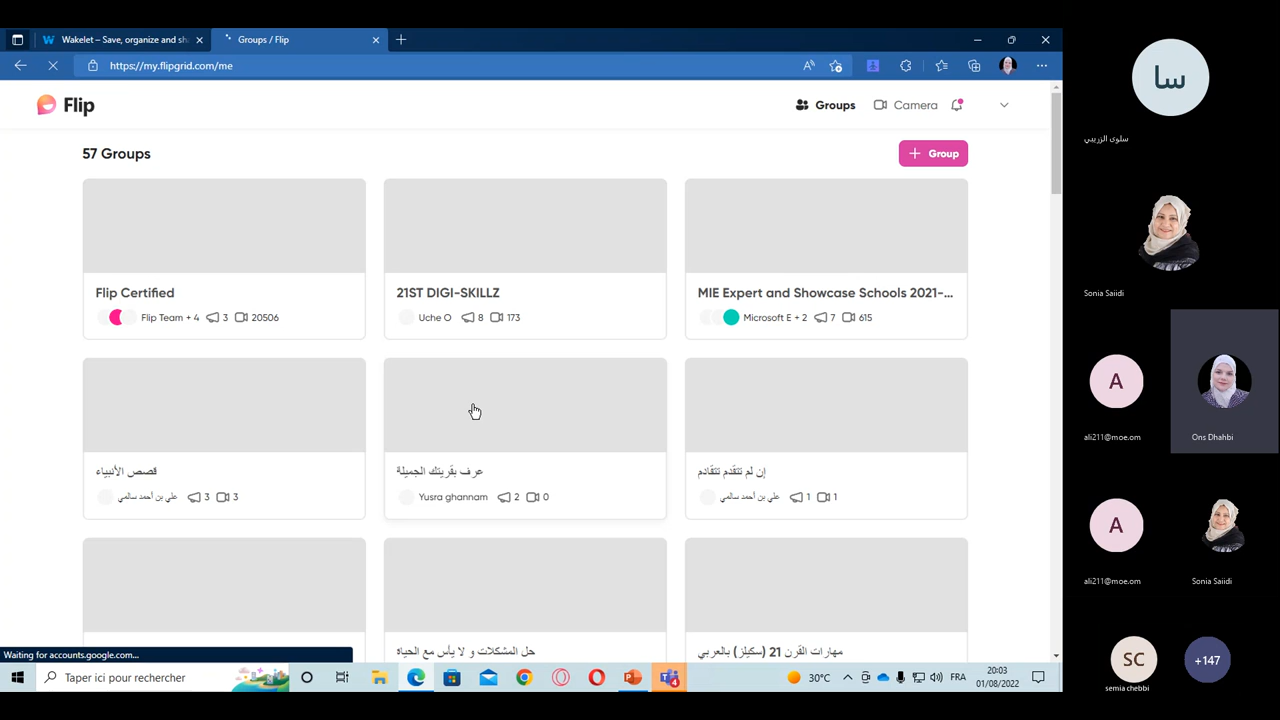 Wakelet – Save, organize and sha
Groups / Flip
https://my.flipgrid.com/me
Flip
Groups
Camera
57 Groups
+ Group
Flip Certified
Flip Team + 4 3 20506
21ST DIGI-SKILLZ
Uche O 8 173
MIE Expert and Showcase Schools 2021-...
Microsoft E + 2 7 615
قصص الأنبياء
علي بن أحمد سالمي 3 3
عرف بقريتك الجميلة
Yusra ghannam 2 0
إن لم تتقدم تتقادم
علي بن أحمد سالمي 1 1
حل المشكلات و لا يأس مع الحياة
مهارات القرن 21 (سكيلز) بالعربي
Waiting for accounts.google.com...
Taper ici pour rechercher
4
30°C
FRA
20:03
01/08/2022
سا
سلوى الزريبي
Sonia Saiidi
A
ali211@moe.om
Ons Dhahbi
A
ali211@moe.om
Sonia Saiidi
SC
semia chebbi
+147